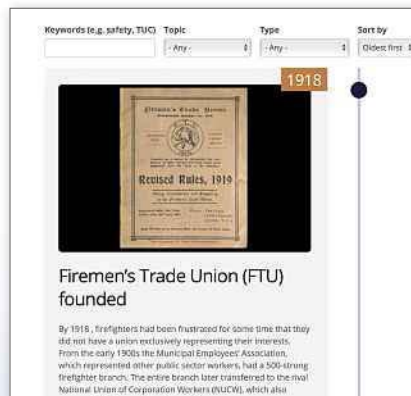 Keywords (e.g. safety, TUC) Topic Type Sort by
- Any - - Any - Oldest first
1918
Firemen's Trade Union
Revised Rules, 1919
Firemen's Trade Union (FTU)
founded
By 1918 , firefighters had been frustrated for some time that they
did not have a union exclusively representing their interests.
From the early 1900s the Municipal Employees' Association,
which represented other public sector workers, had a 500-strong
firefighter branch. The entire branch later transferred to the rival
National Union of Corporation Workers (NUCW), which also